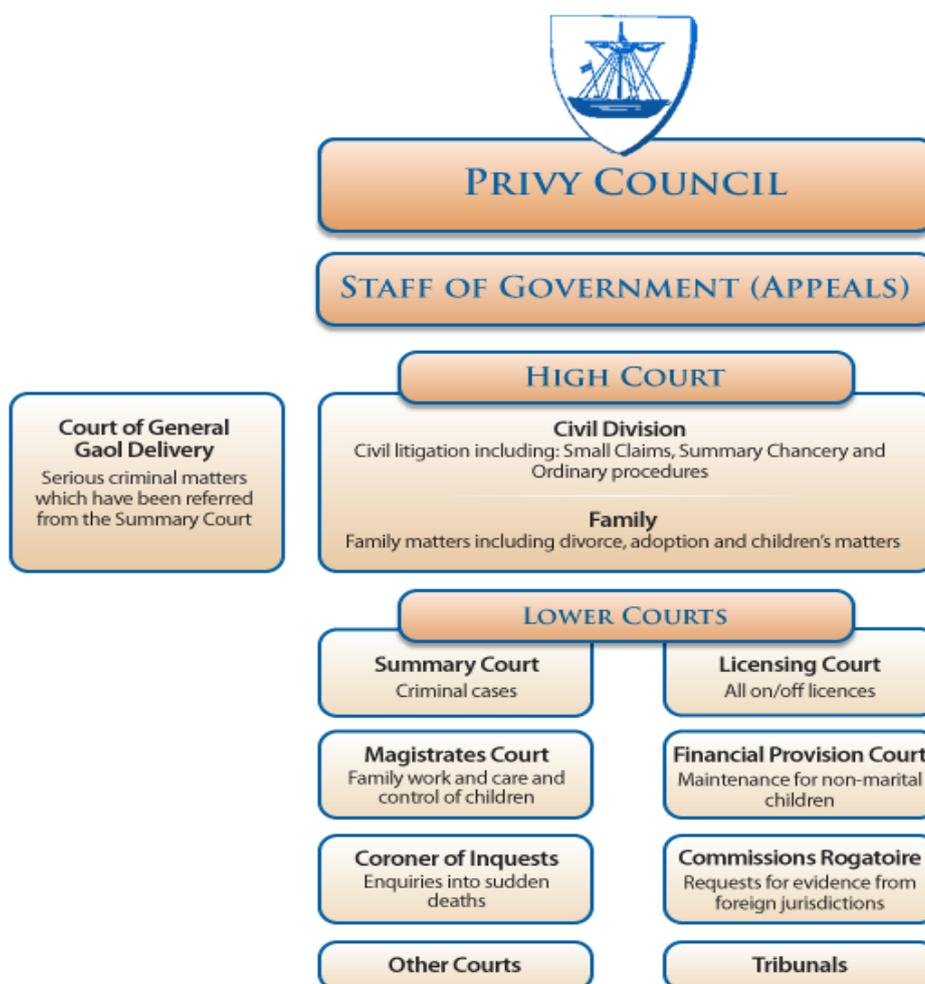 PRIVY COUNCIL
STAFF OF GOVERNMENT (APPEALS)
HIGH COURT
Court of General
Gaol Delivery
Serious criminal matters
which have been referred
from the Summary Court
Civil Division
Civil litigation including: Small Claims, Summary Chancery and
Ordinary procedures
Family
Family matters including divorce, adoption and children's matters
LOWER COURTS
Summary Court
Criminal cases
Licensing Court
All on/off licences
Magistrates Court
Family work and care and
control of children
Financial Provision Court
Maintenance for non-marital
children
Coroner of Inquests
Enquiries into sudden
deaths
Commissions Rogatoire
Requests for evidence from
foreign jurisdictions
Other Courts
Tribunals